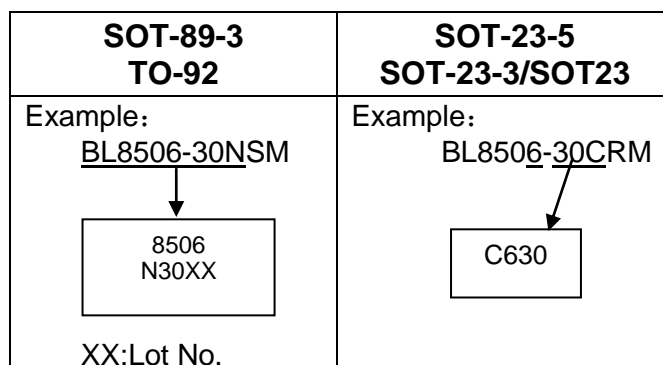 SOT-89-3
TO-92
SOT-23-5
SOT-23-3/SOT23
Example：
BL8506-30NSM
8506
N30XX
XX:Lot No.
Example：
BL8506-30CRM
C630